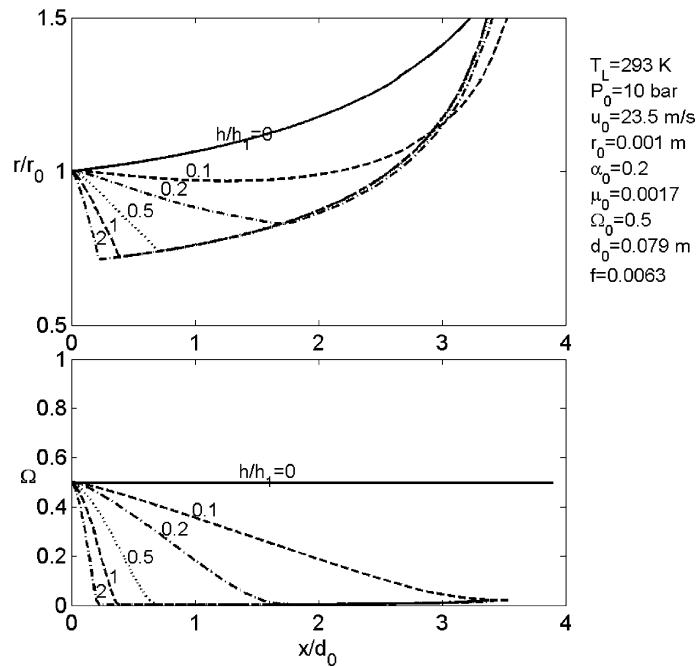 1.5
h/h₁=0
r/r₀ 1
0.1
0.2
0.5
1
2
0.5
0 1 2 3 4
T_L=293 K
P₀=10 bar
u₀=23.5 m/s
r₀=0.001 m
α₀=0.2
μ₀=0.0017
Ω₀=0.5
d₀=0.079 m
f=0.0063
1
0.8
0.6
h/h₁=0
Ω
0.4
0.1
0.2
0.5
0.2
1
2
0
0 1 2 3 4
x/d₀